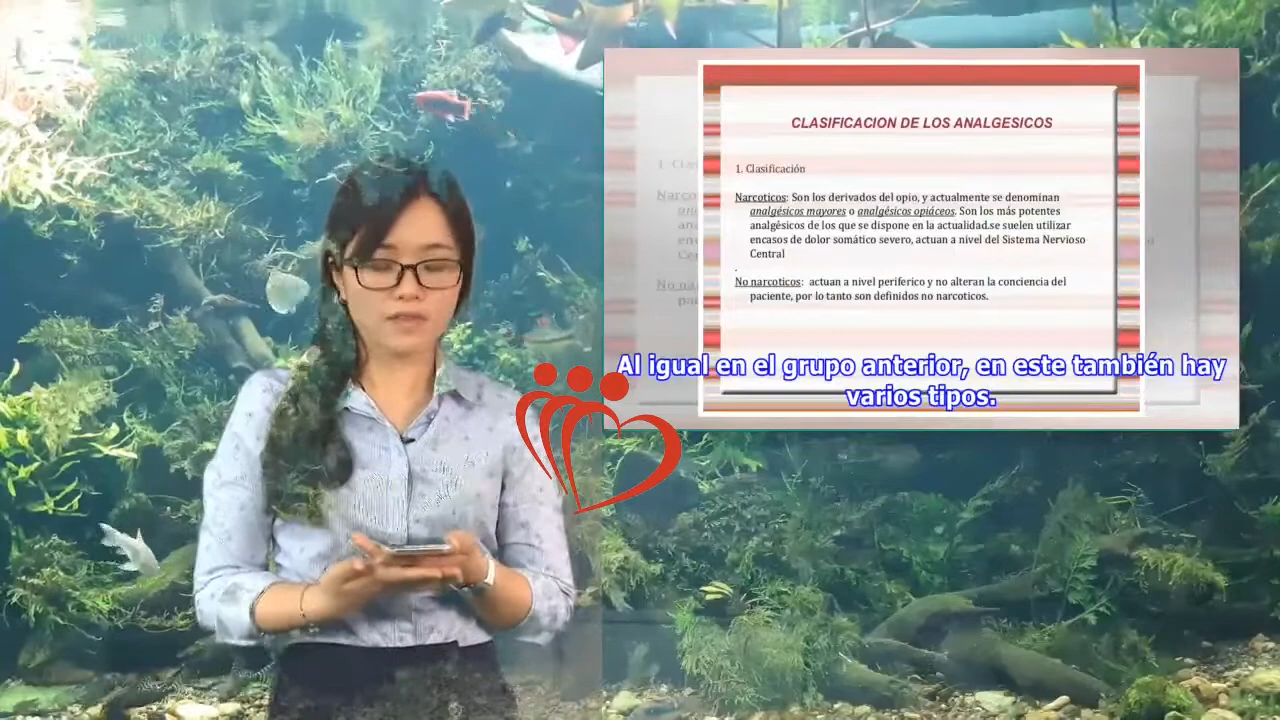 CLASIFICACION DE LOS ANALGESICOS
1. Clasificación
Narcoticos: Son los derivados del opio, y actualmente se denominan
analgésicos mayores o analgésicos opiáceos. Son los más potentes
analgésicos de los que se dispone en la actualidad.se suelen utilizar
encasos de dolor somático severo, actuan a nivel del Sistema Nervioso
Central
.
No narcoticos: actuan a nivel periferico y no alteran la conciencia del
paciente, por lo tanto son definidos no narcoticos.
Al igual en el grupo anterior, en este también hay
varios tipos.